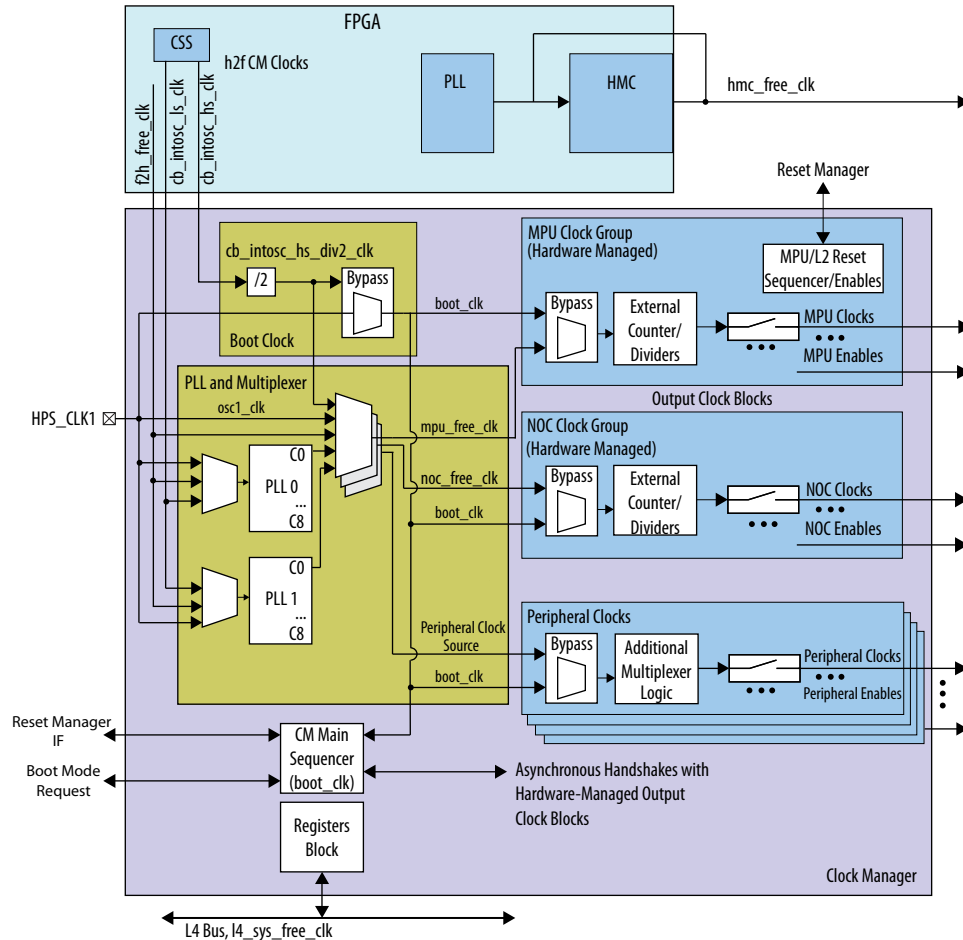 FPGA
CSS
h2f CM Clocks
f2h_free_clk
cb_intosc_ls_clk
cb_intosc_hs_clk
PLL
HMC
hmc_free_clk
Reset Manager
cb_intosc_hs_div2_clk
/2
Bypass
Boot Clock
boot_clk
MPU Clock Group
(Hardware Managed)
MPU/L2 Reset
Sequencer/Enables
Bypass
External
Counter/
Dividers
MPU Clocks
MPU Enables
Output Clock Blocks
PLL and Multiplexer
HPS_CLK1
osc1_clk
mpu_free_clk
C0
PLL 0
...
C8
C0
PLL 1
...
C8
noc_free_clk
boot_clk
NOC Clock Group
(Hardware Managed)
Bypass
External
Counter/
Dividers
NOC Clocks
NOC Enables
Peripheral Clock
Source
boot_clk
Peripheral Clocks
Bypass
Additional
Multiplexer
Logic
Peripheral Clocks
Peripheral Enables
Reset Manager
IF
Boot Mode
Request
CM Main
Sequencer
(boot_clk)
Asynchronous Handshakes with
Hardware-Managed Output
Clock Blocks
Registers
Block
Clock Manager
L4 Bus, l4_sys_free_clk